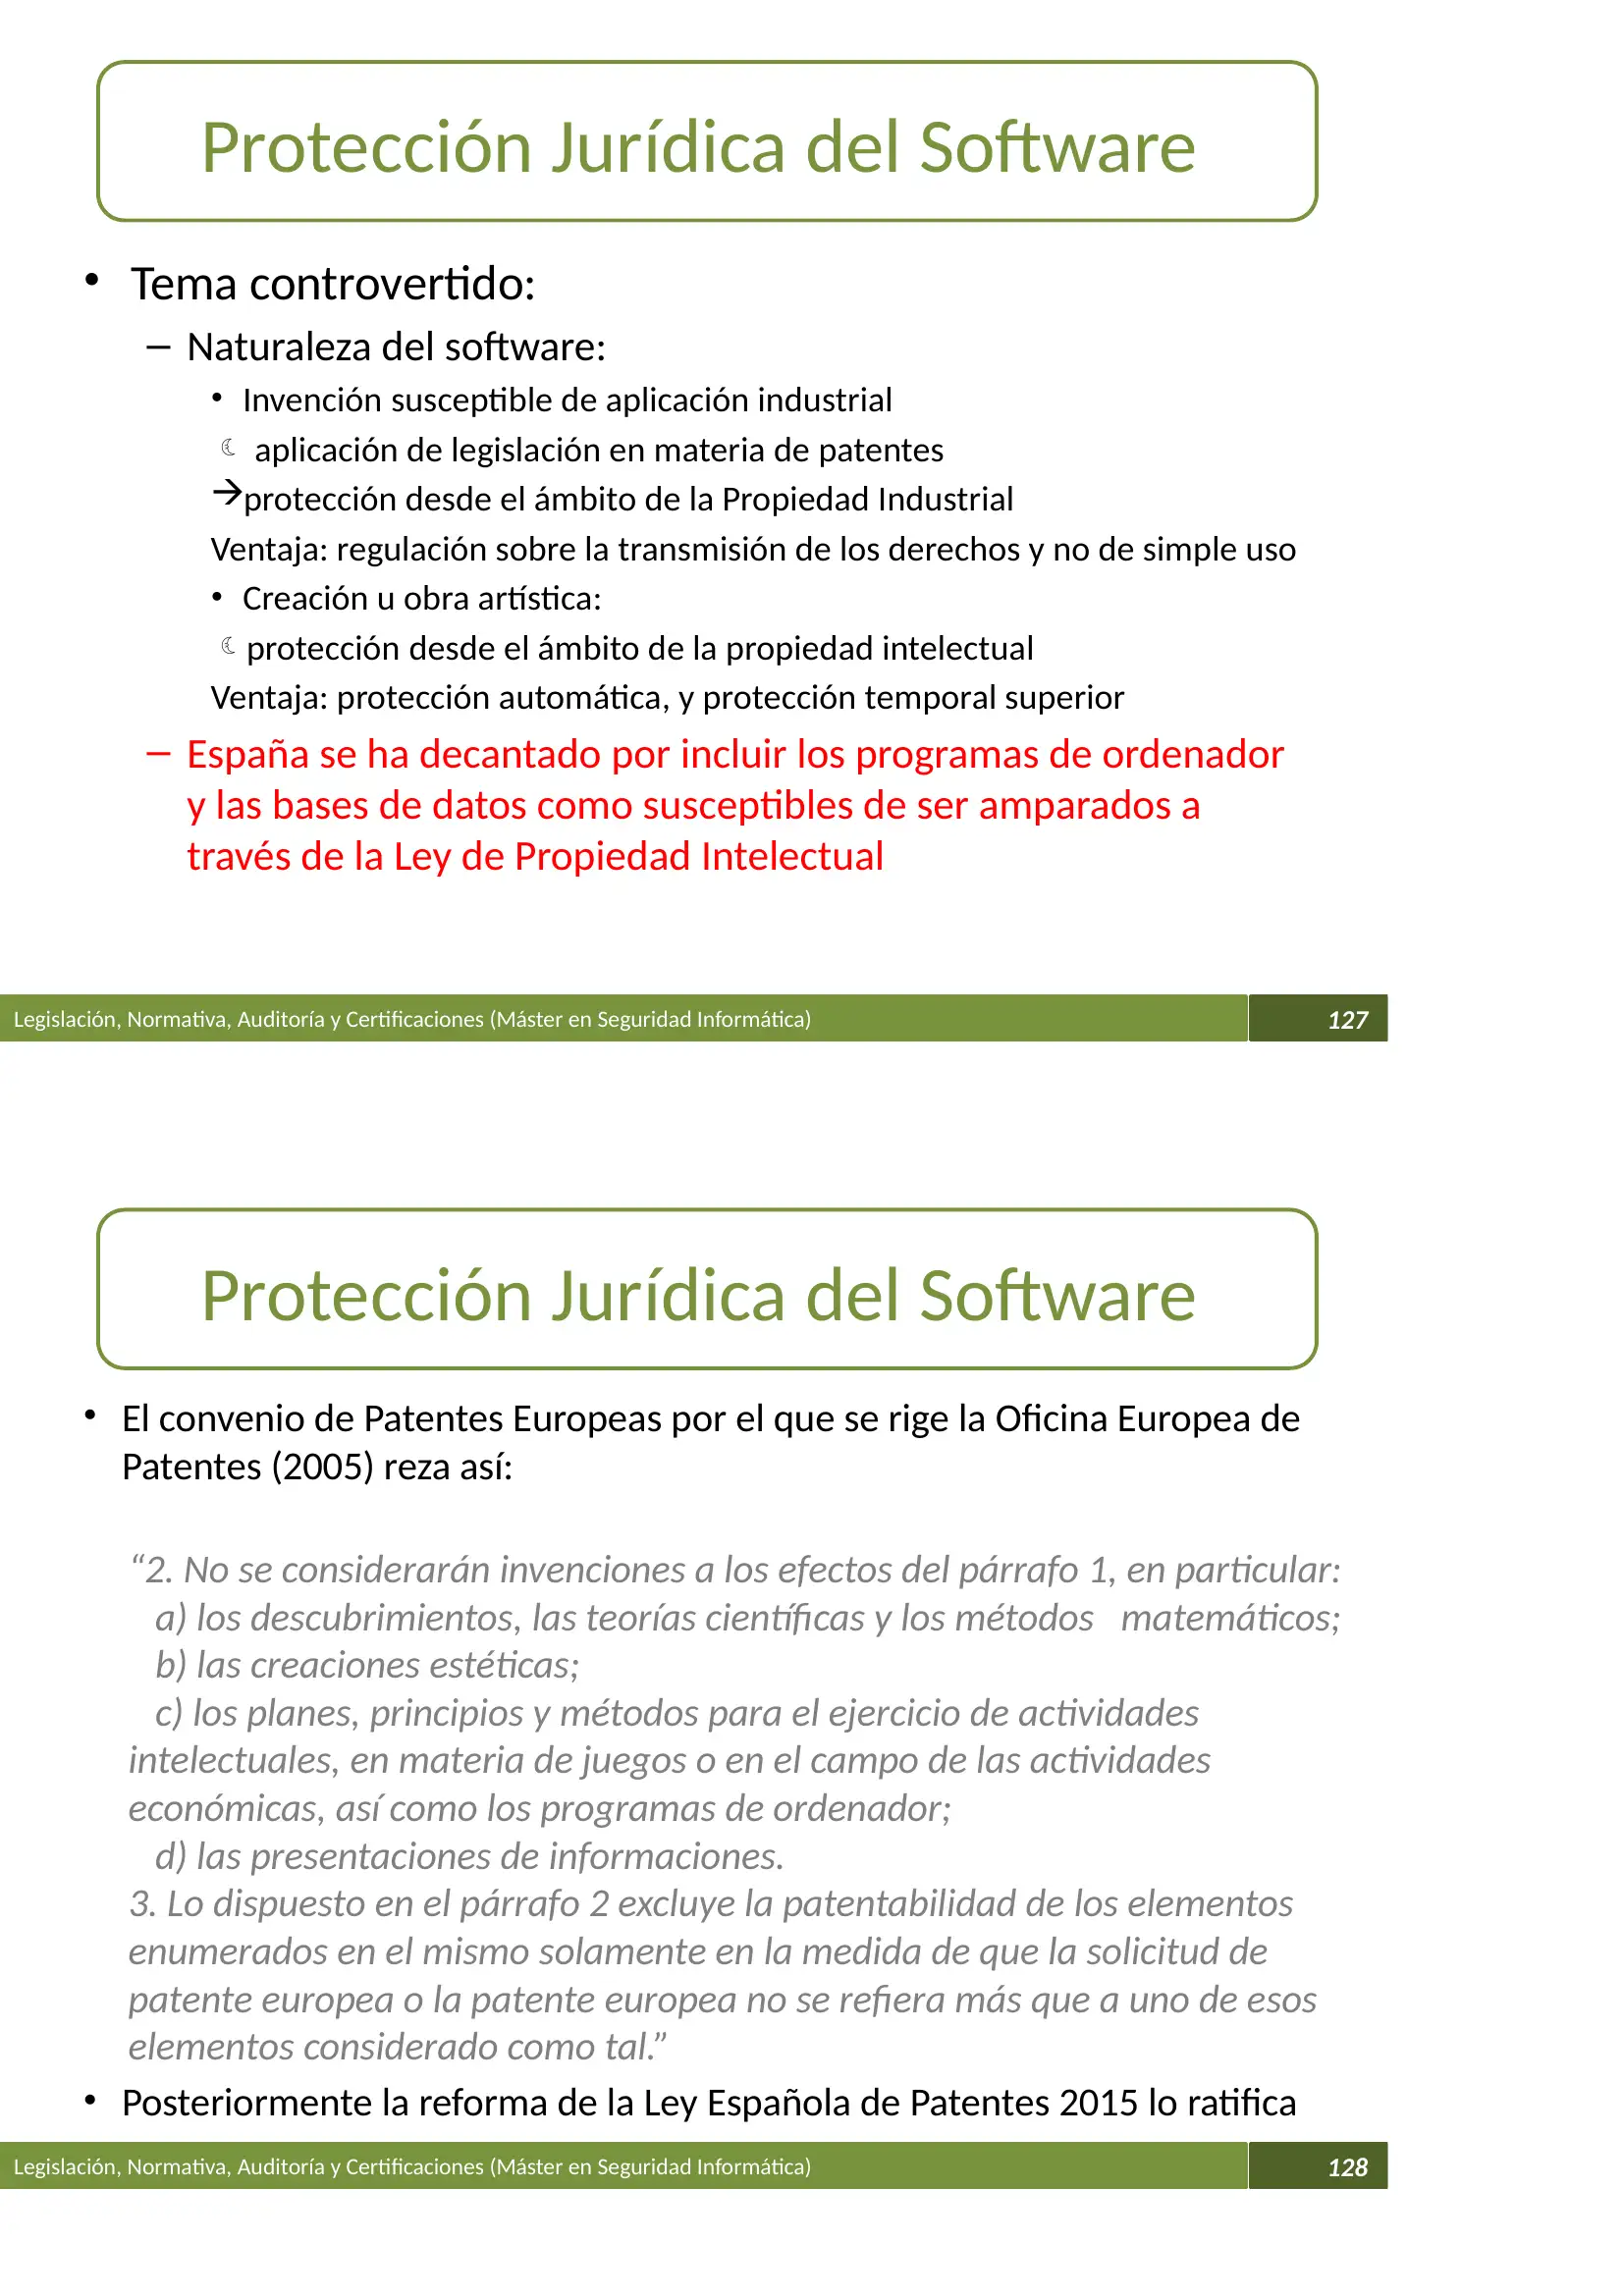 Protección Jurídica del Software
• Tema controvertido:
– Naturaleza del software:
• Invención susceptible de aplicación industrial
☾ aplicación de legislación en materia de patentes
→protección desde el ámbito de la Propiedad Industrial
Ventaja: regulación sobre la transmisión de los derechos y no de simple uso
• Creación u obra artística:
☾protección desde el ámbito de la propiedad intelectual
Ventaja: protección automática, y protección temporal superior
– España se ha decantado por incluir los programas de ordenador
y las bases de datos como susceptibles de ser amparados a
través de la Ley de Propiedad Intelectual
Legislación, Normativa, Auditoría y Certificaciones (Máster en Seguridad Informática)
127
Protección Jurídica del Software
• El convenio de Patentes Europeas por el que se rige la Oficina Europea de
Patentes (2005) reza así:
“2. No se considerarán invenciones a los efectos del párrafo 1, en particular:
a) los descubrimientos, las teorías científicas y los métodos matemáticos;
b) las creaciones estéticas;
c) los planes, principios y métodos para el ejercicio de actividades
intelectuales, en materia de juegos o en el campo de las actividades
económicas, así como los programas de ordenador;
d) las presentaciones de informaciones.
3. Lo dispuesto en el párrafo 2 excluye la patentabilidad de los elementos
enumerados en el mismo solamente en la medida de que la solicitud de
patente europea o la patente europea no se refiera más que a uno de esos
elementos considerado como tal.”
• Posteriormente la reforma de la Ley Española de Patentes 2015 lo ratifica
Legislación, Normativa, Auditoría y Certificaciones (Máster en Seguridad Informática)
128